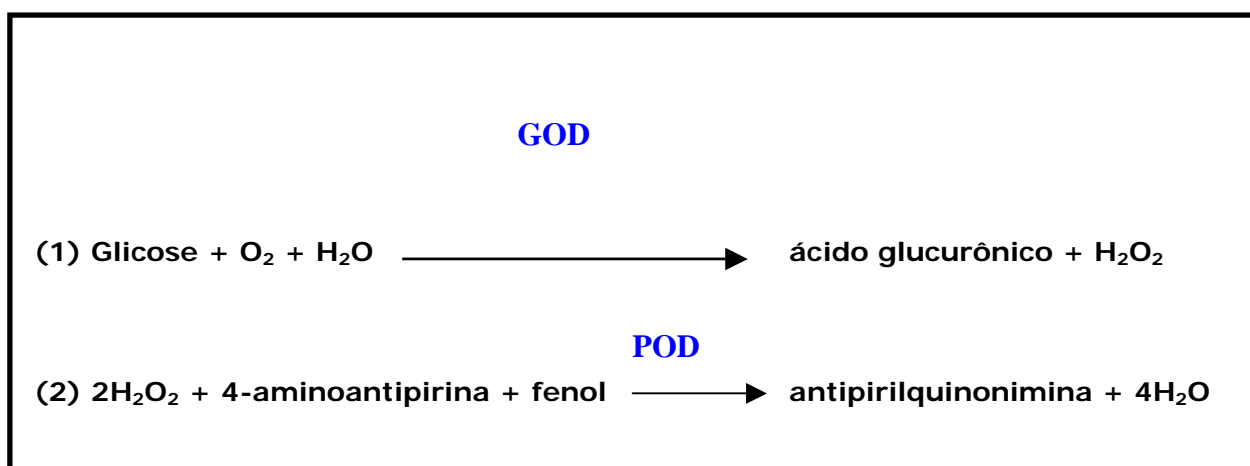 GOD
(1) Glicose + O₂ + H₂O ácido glucurônico + H₂O₂
POD
(2) 2H₂O₂ + 4-aminoantipirina + fenol antipirilquinonimina + 4H₂O